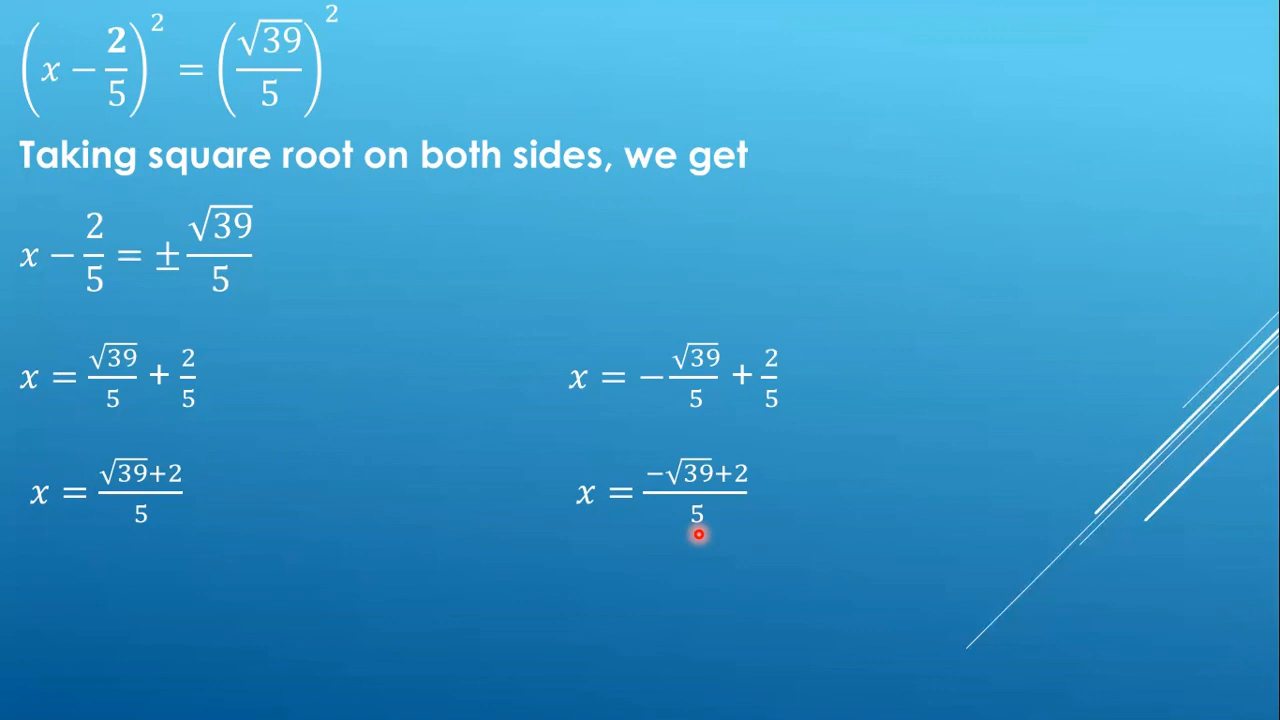 (x − 2/5)² = (√39/5)²
Taking square root on both sides, we get
x − 2/5 = ± √39/5
x = √39/5 + 2/5
x = −√39/5 + 2/5
x = (√39+2)/5
x = (−√39+2)/5